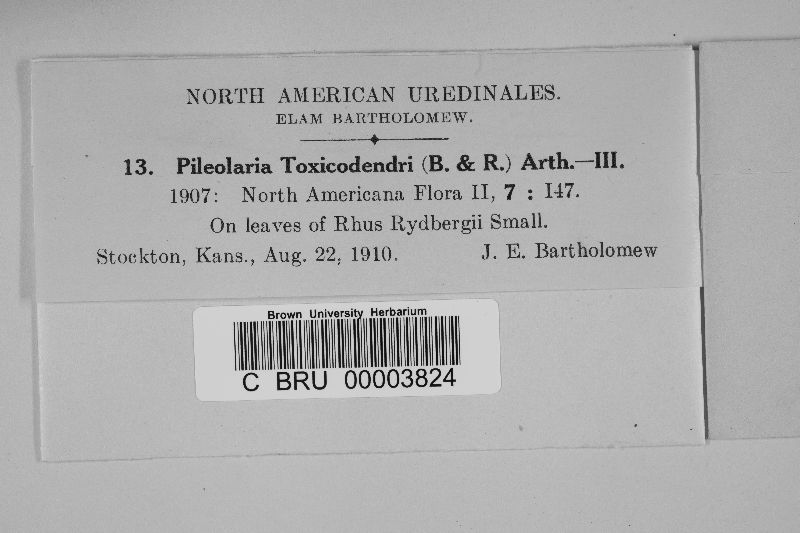 NORTH AMERICAN UREDINALES.
ELAM BARTHOLOMEW.
13. Pileolaria Toxicodendri (B. & R.) Arth.—III.
1907: North Americana Flora II, 7 : 147.
On leaves of Rhus Rydbergii Small.
Stockton, Kans., Aug. 22, 1910. J. E. Bartholomew
Brown University Herbarium
C BRU 00003824